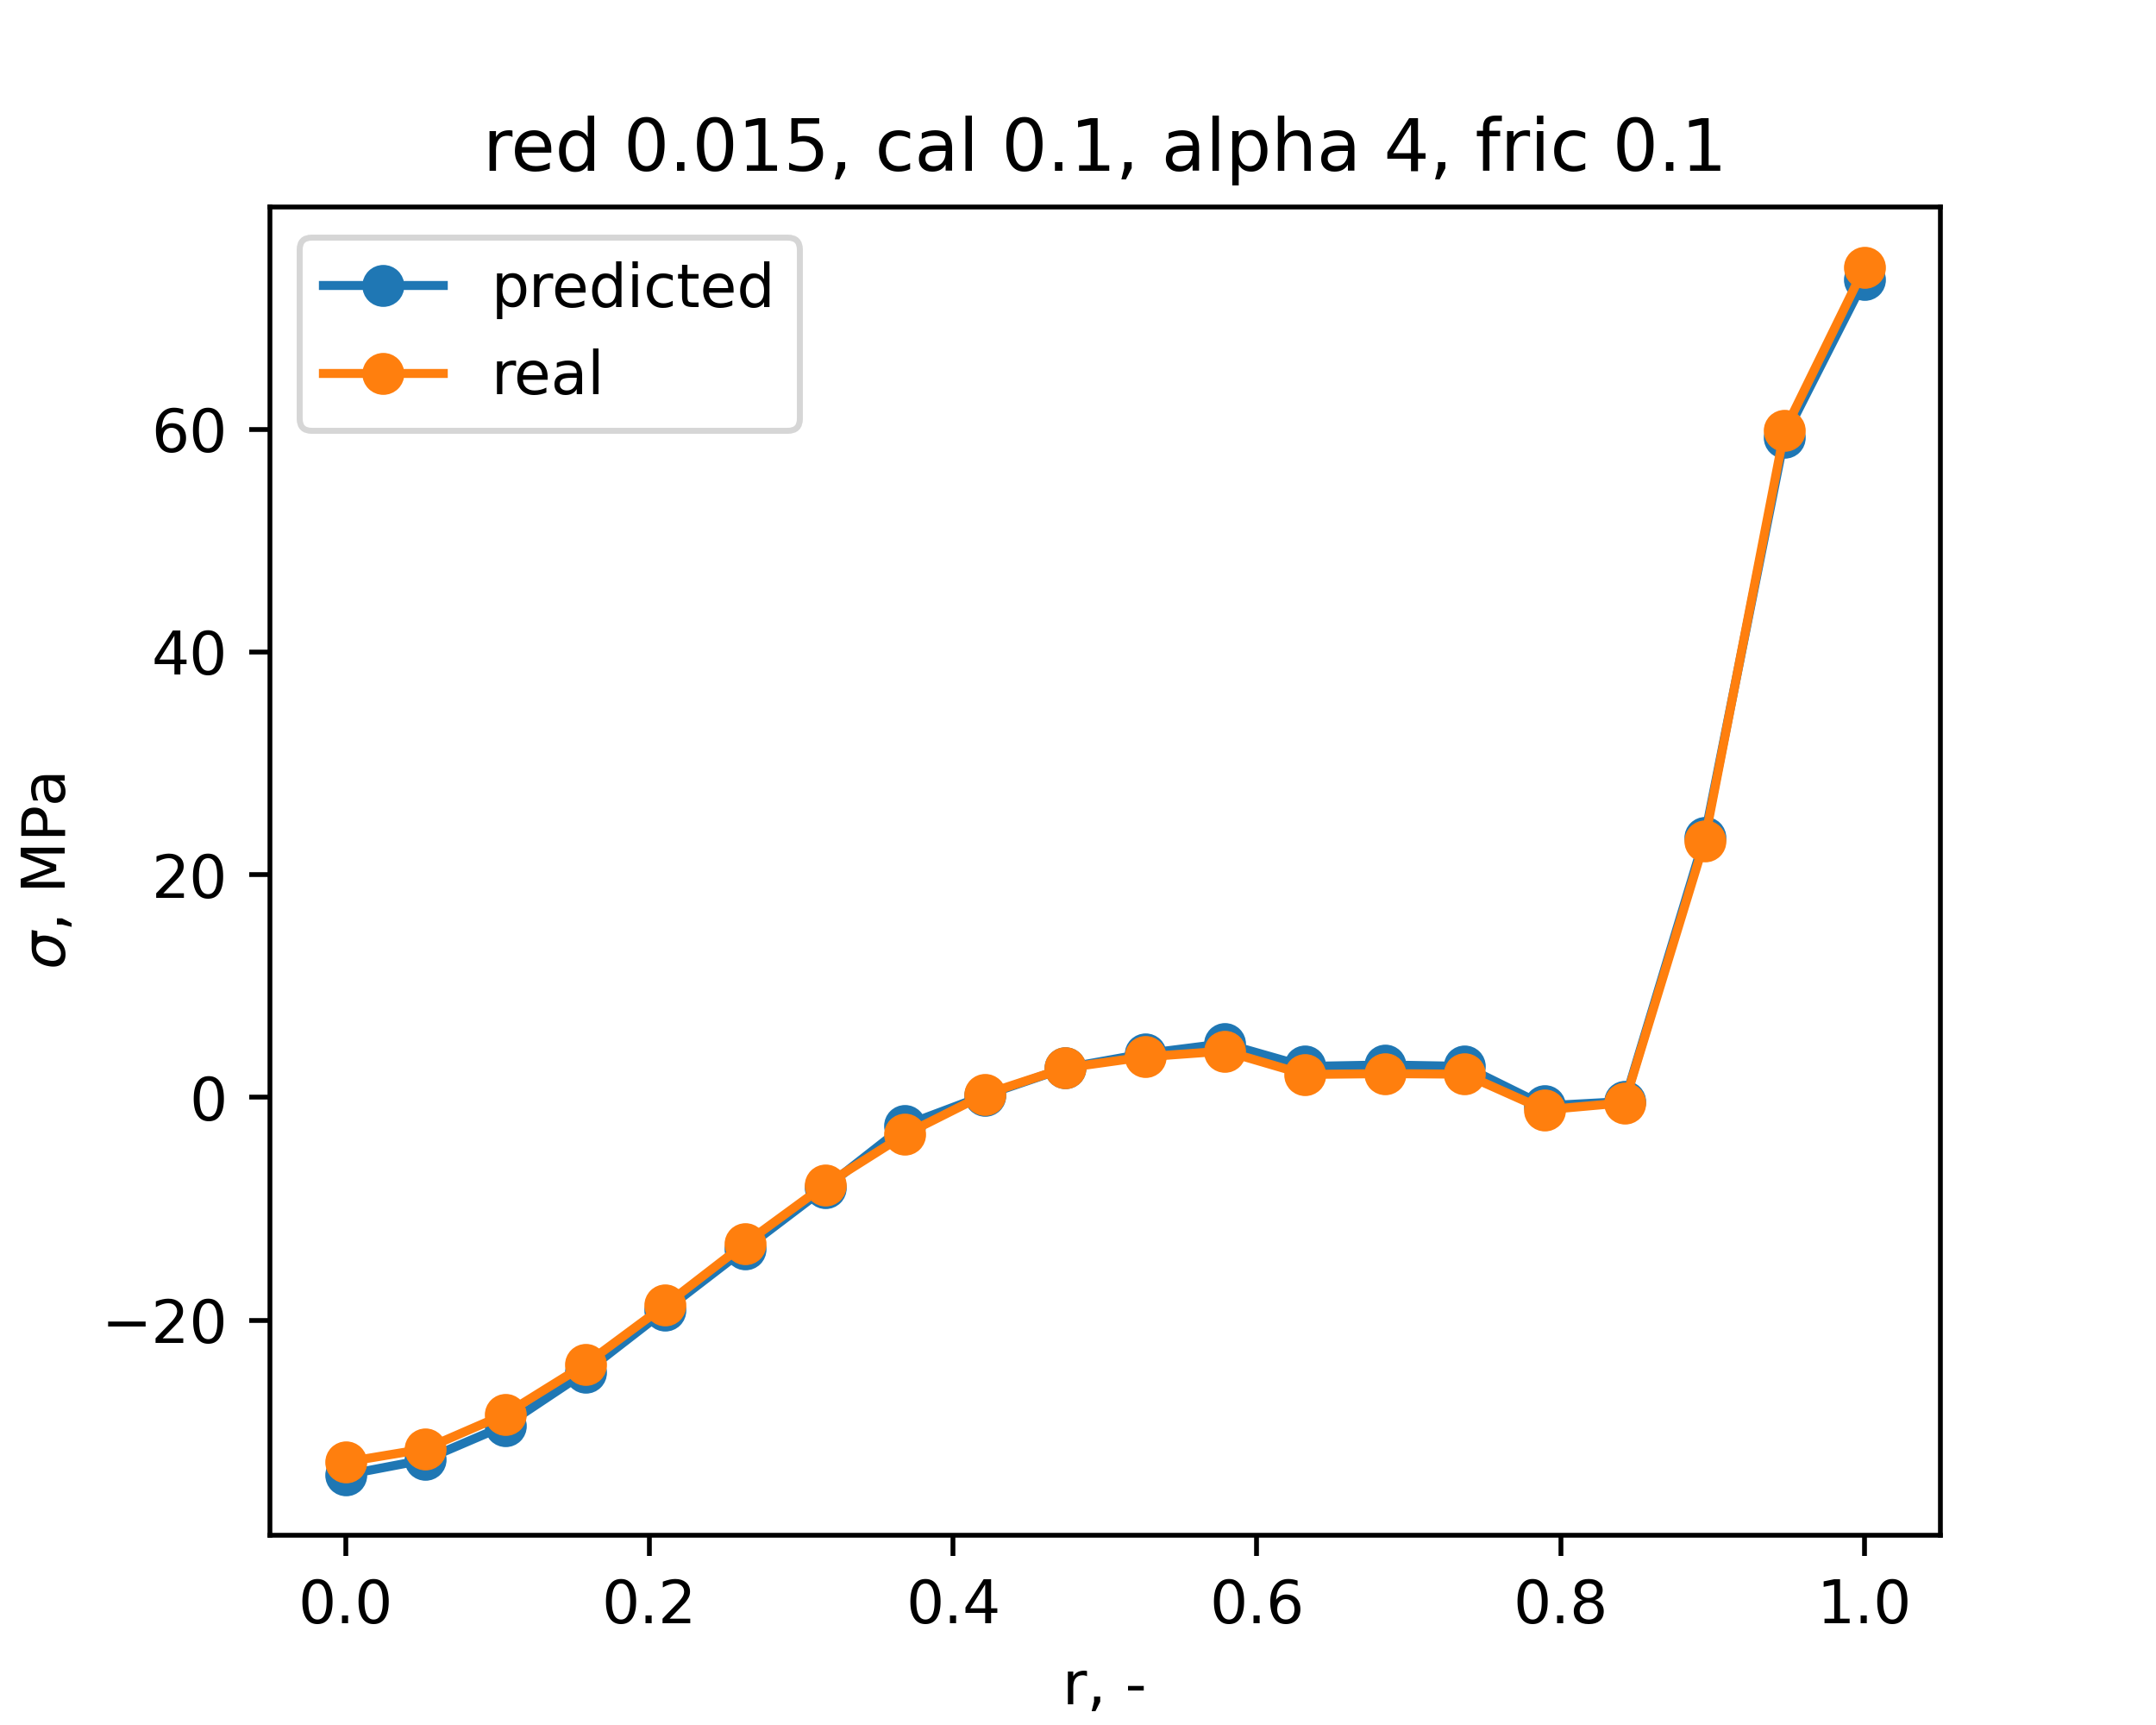 red 0.015, cal 0.1, alpha 4, fric 0.1
predicted
real
60
40
20
0
−20
σ, MPa
0.0 0.2 0.4 0.6 0.8 1.0
r, -